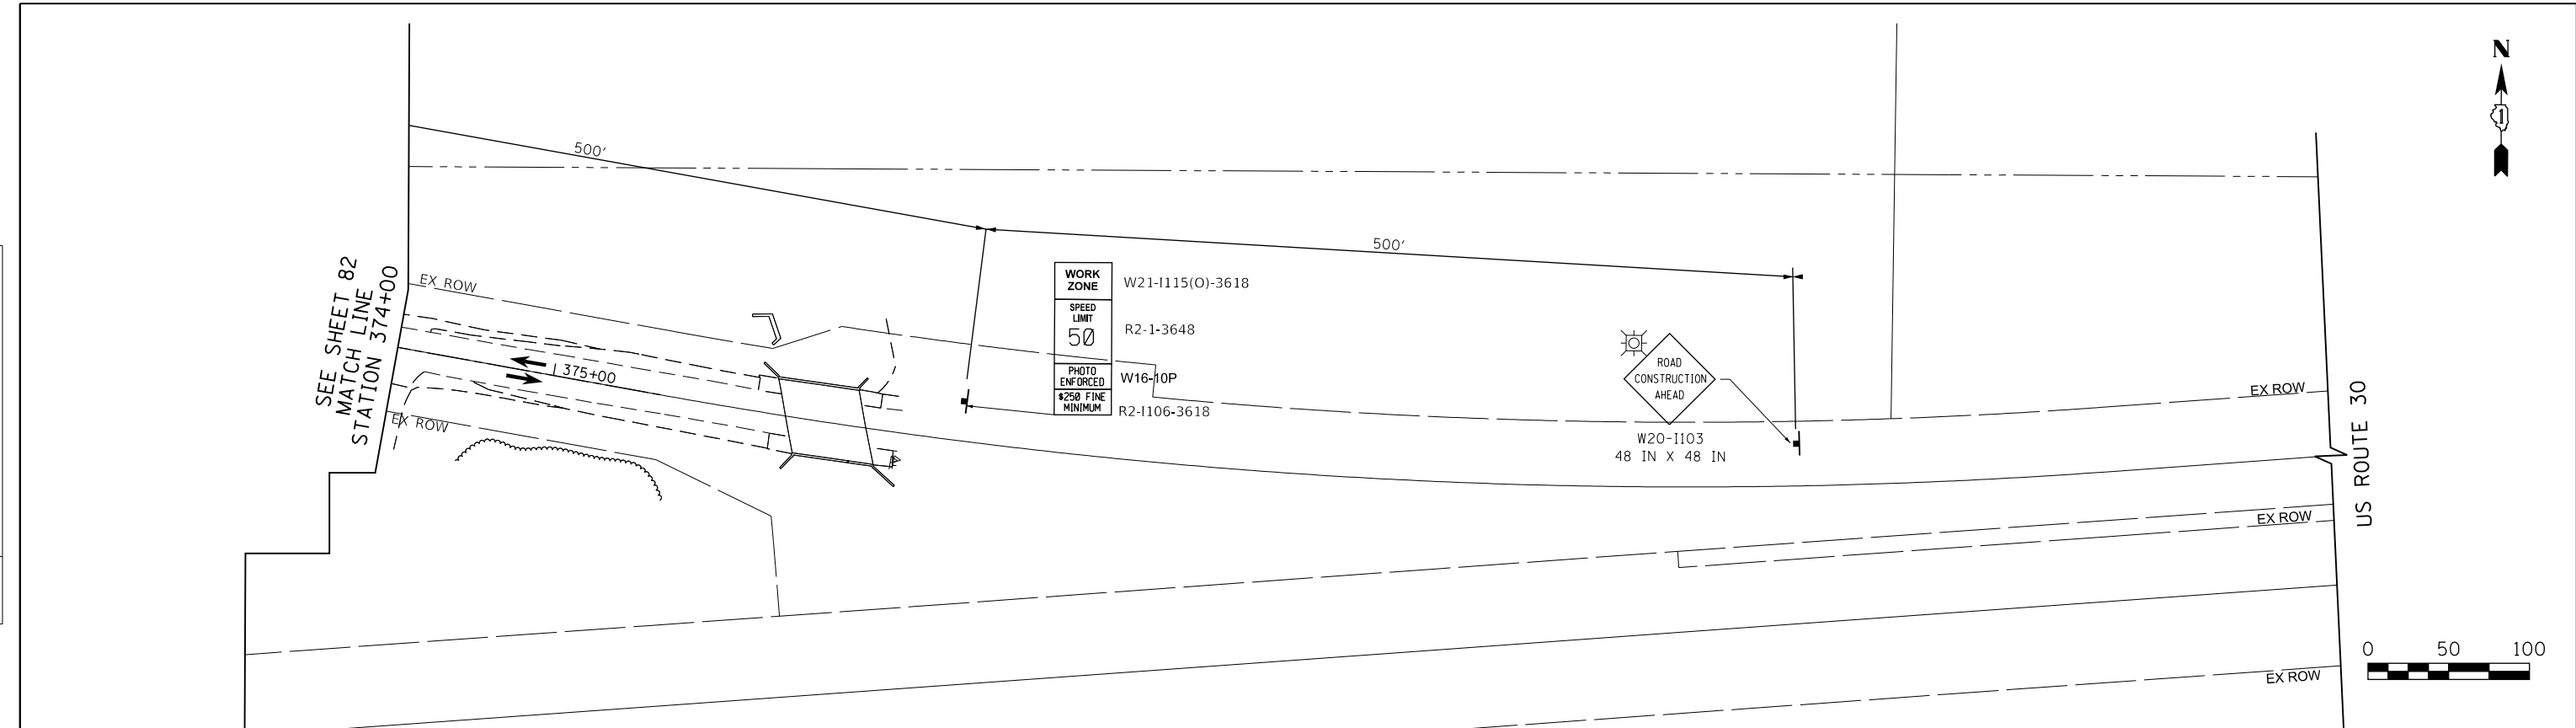 N
1
500'
500'
SEE SHEET 82
MATCH LINE
STATION 374+00
EX ROW
375+00
EX ROW
WORK
ZONE
W21-I115(O)-3618
SPEED
LIMIT
50
R2-1-3648
PHOTO
ENFORCED
W16-10P
$250 FINE
MINIMUM
R2-I106-3618
ROAD
CONSTRUCTION
AHEAD
W20-I103
48 IN X 48 IN
EX ROW
US ROUTE 30
EX ROW
EX ROW
0 50 100